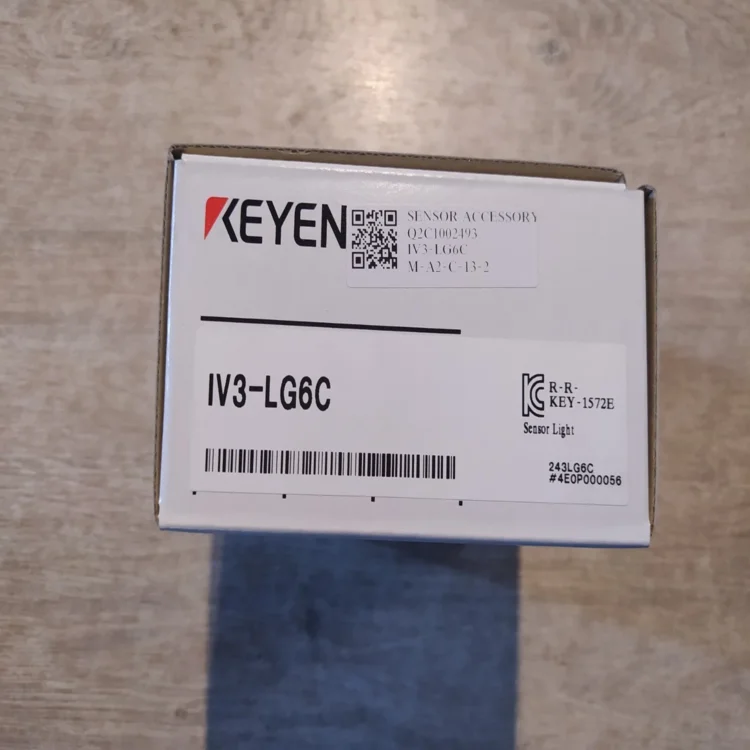 KEYEN
SENSOR ACCESSORY
Q2C1002493
IV3-LG6C
M-A2-C-13-2
IV3-LG6C
R-R-
KEY-1572E
Sensor Light
243LG6C
#4E0P000056